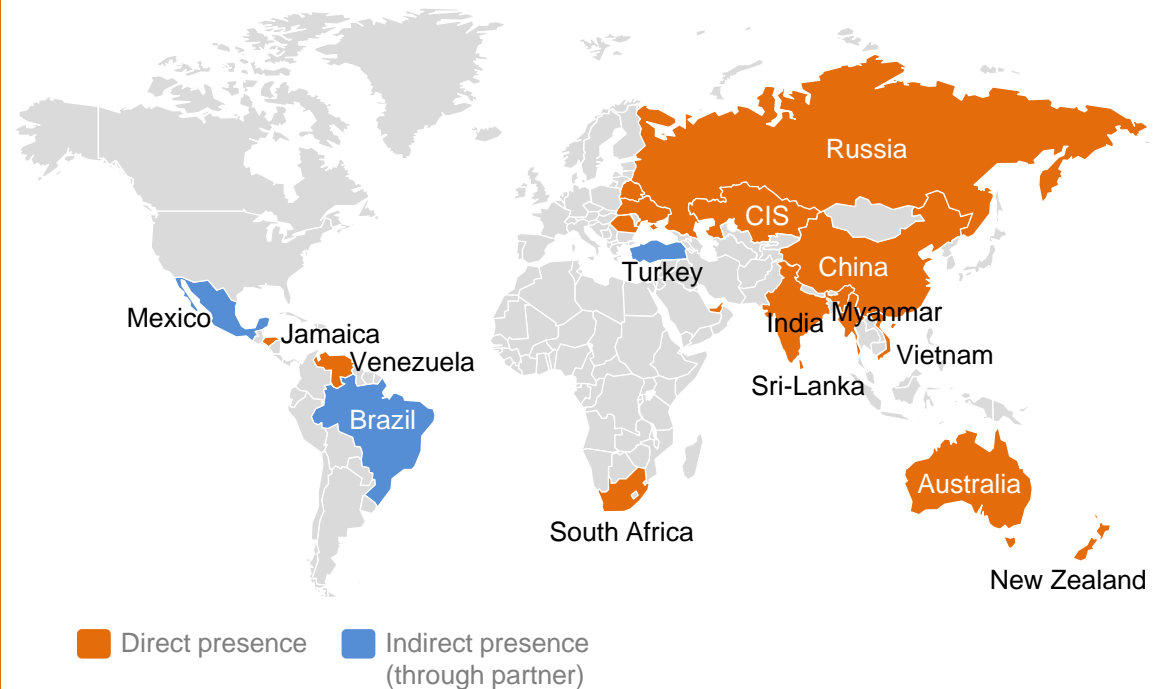 Russia
CIS
China
Turkey
Mexico
Jamaica
India
Myanmar
Venezuela
Vietnam
Sri-Lanka
Brazil
Australia
South Africa
New Zealand
Direct presence
Indirect presence
(through partner)